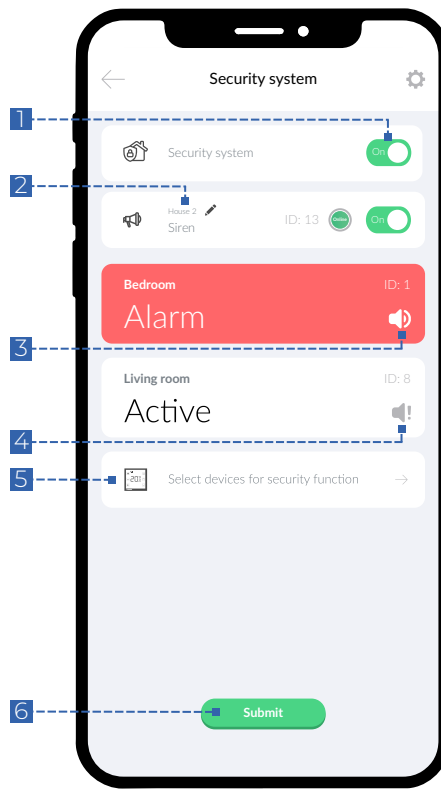 Security system
1
Security system
On
2
House 2
Siren
ID: 13
Online
On
Bedroom
ID: 1
Alarm
3
Living room
ID: 8
Active
4
5
Select devices for security function
6
Submit